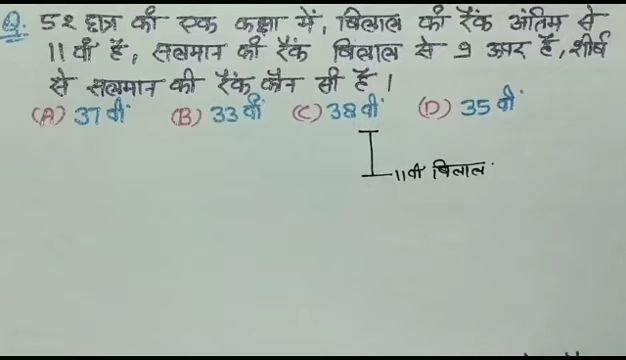 Q. 52 छात्र की एक कक्षा में, बिलाल की रैंक अंतिम से
11 वीं है, सलमान की रैंक बिलाल से 9 ऊपर है, शीर्ष
से सलमान की रैंक कौन सी है ।
(A) 37 वीं (B) 33 वीं (C) 38 वीं (D) 35 वीं
11वीं बिलाल